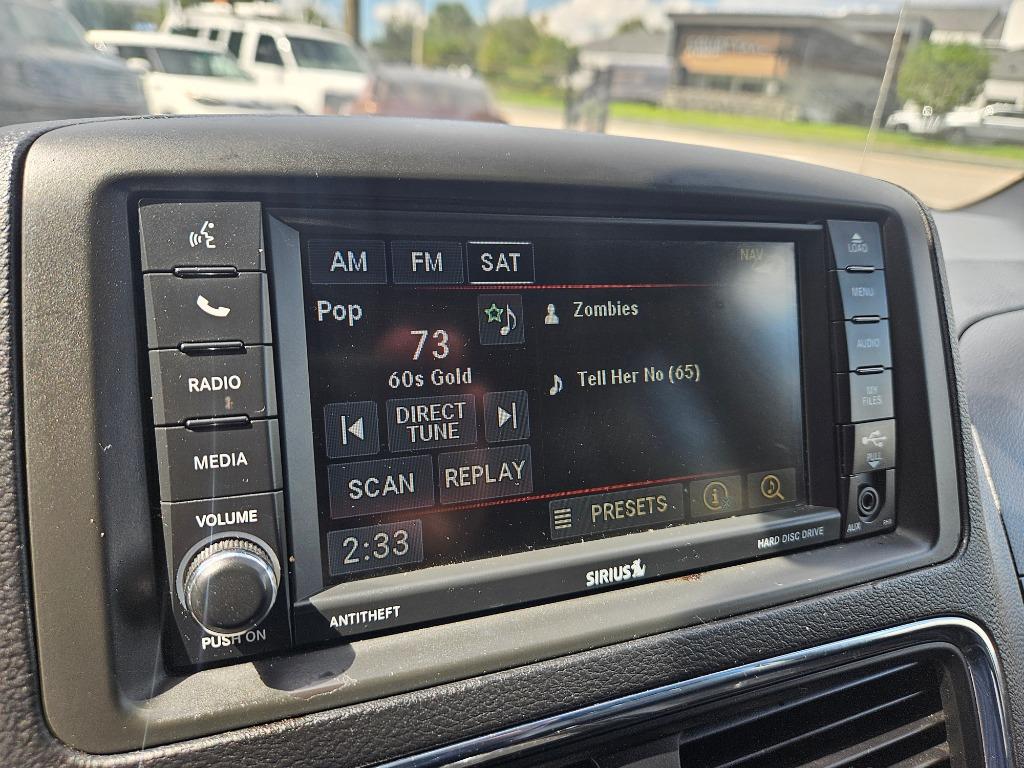 AM FM SAT NAV
Pop
73
60s Gold
Zombies
Tell Her No (65)
DIRECT
TUNE
SCAN REPLAY
2:33
PRESETS
RADIO
MEDIA
VOLUME
PUSH ON
LOAD
MENU
AUDIO
MY
FILES
PULL
AUX
ANTITHEFT
SIRIUS
HARD DISC DRIVE